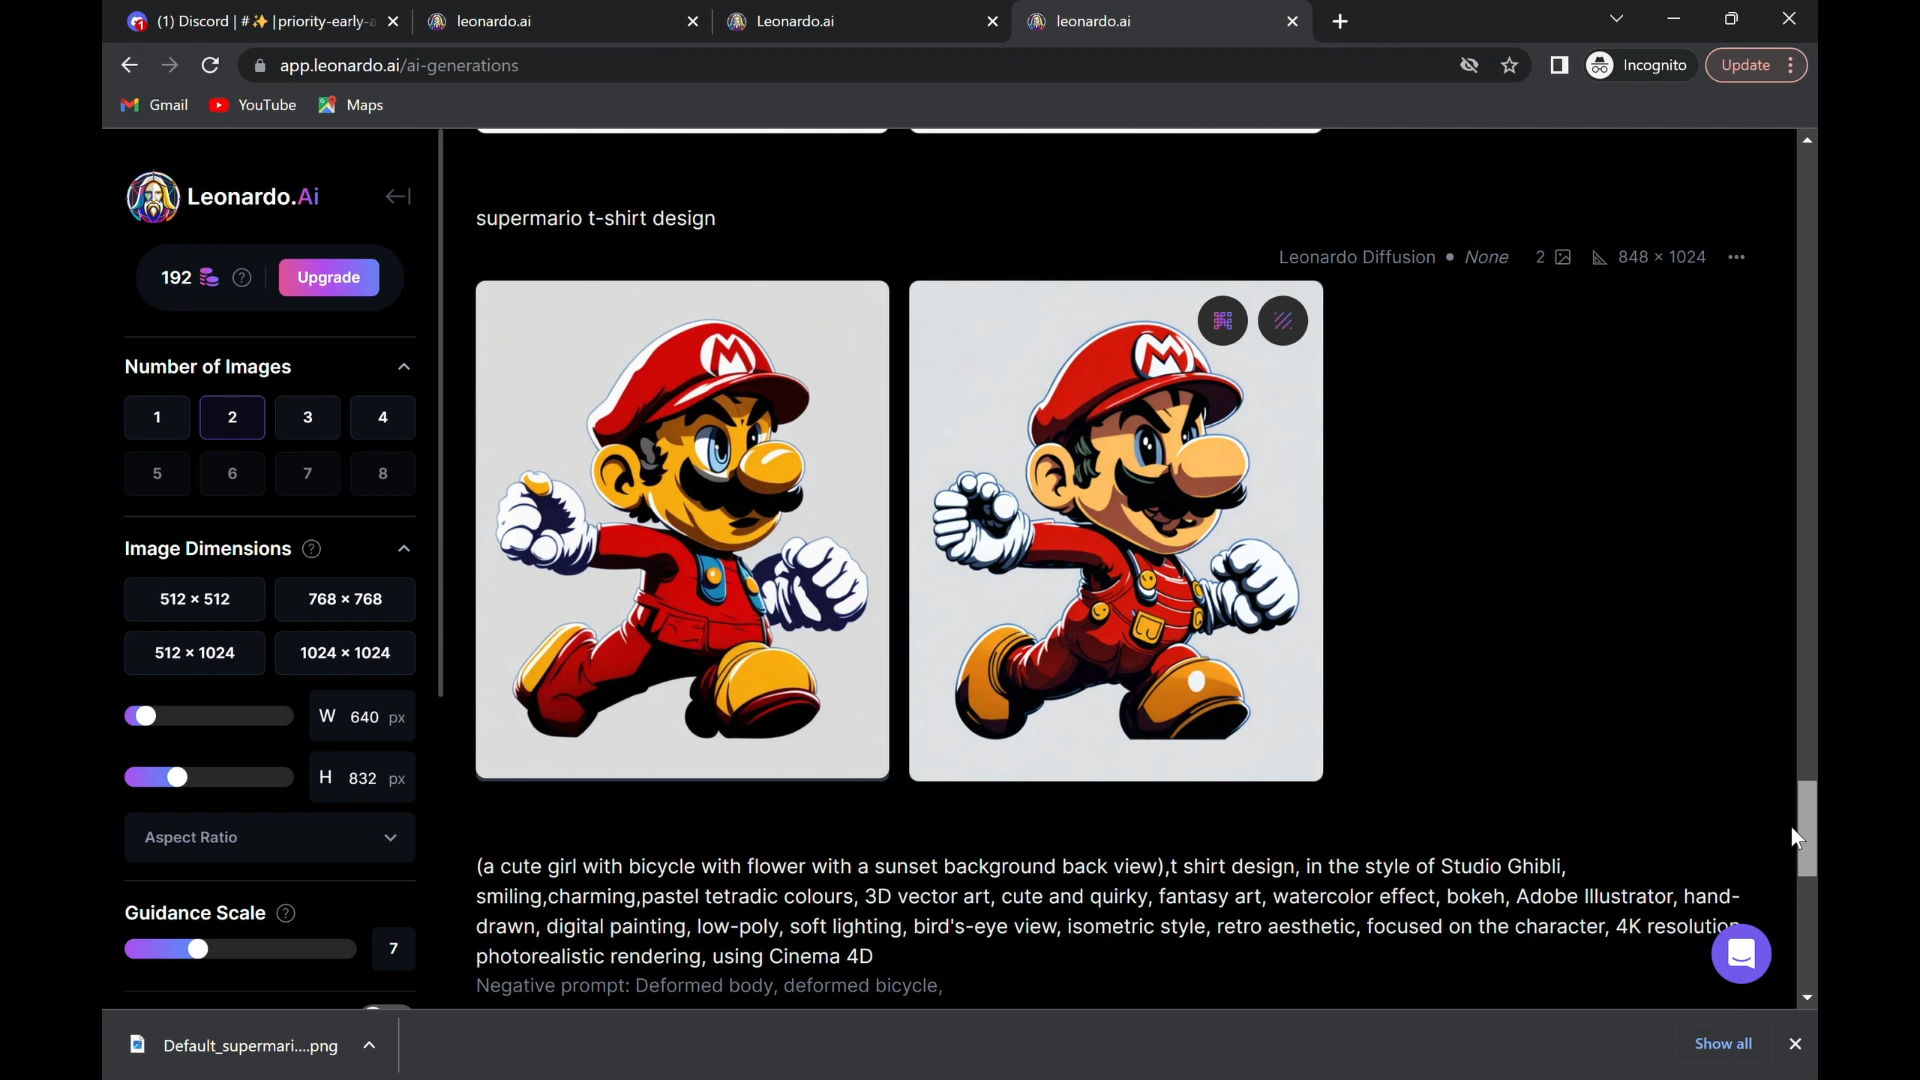 (1) Discord | #✨ | priority-early-a
leonardo.ai
Leonardo.ai
leonardo.ai
app.leonardo.ai/ai-generations
Incognito
Update
Gmail
YouTube
Maps
Leonardo.Ai
192
Upgrade
Number of Images
1 2 3 4
5 6 7 8
Image Dimensions
512 × 512 768 × 768
512 × 1024 1024 × 1024
W 640 px
H 832 px
Aspect Ratio
Guidance Scale
7
supermario t-shirt design
Leonardo Diffusion • None 2 848 × 1024
M
M
(a cute girl with bicycle with flower with a sunset background back view),t shirt design, in the style of Studio Ghibli,
smiling,charming,pastel tetradic colours, 3D vector art, cute and quirky, fantasy art, watercolor effect, bokeh, Adobe Illustrator, hand-
drawn, digital painting, low-poly, soft lighting, bird's-eye view, isometric style, retro aesthetic, focused on the character, 4K resolution
photorealistic rendering, using Cinema 4D
Negative prompt: Deformed body, deformed bicycle,
Default_supermari....png
Show all